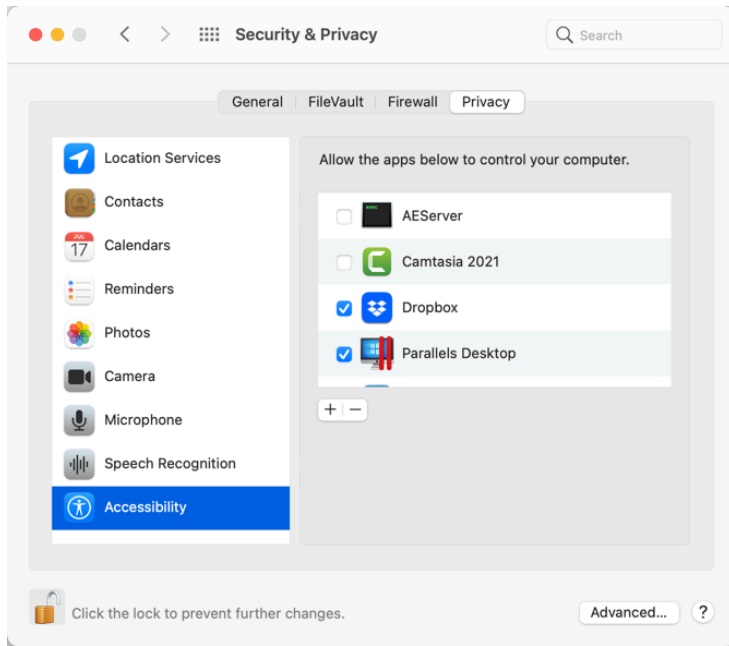 Security & Privacy
Search
General
FileVault
Firewall
Privacy
Location Services
Contacts
JUL
17
Calendars
Reminders
Photos
Camera
Microphone
Speech Recognition
Accessibility
Allow the apps below to control your computer.
AEServer
Camtasia 2021
Dropbox
Parallels Desktop
+
−
Click the lock to prevent further changes.
Advanced...
?